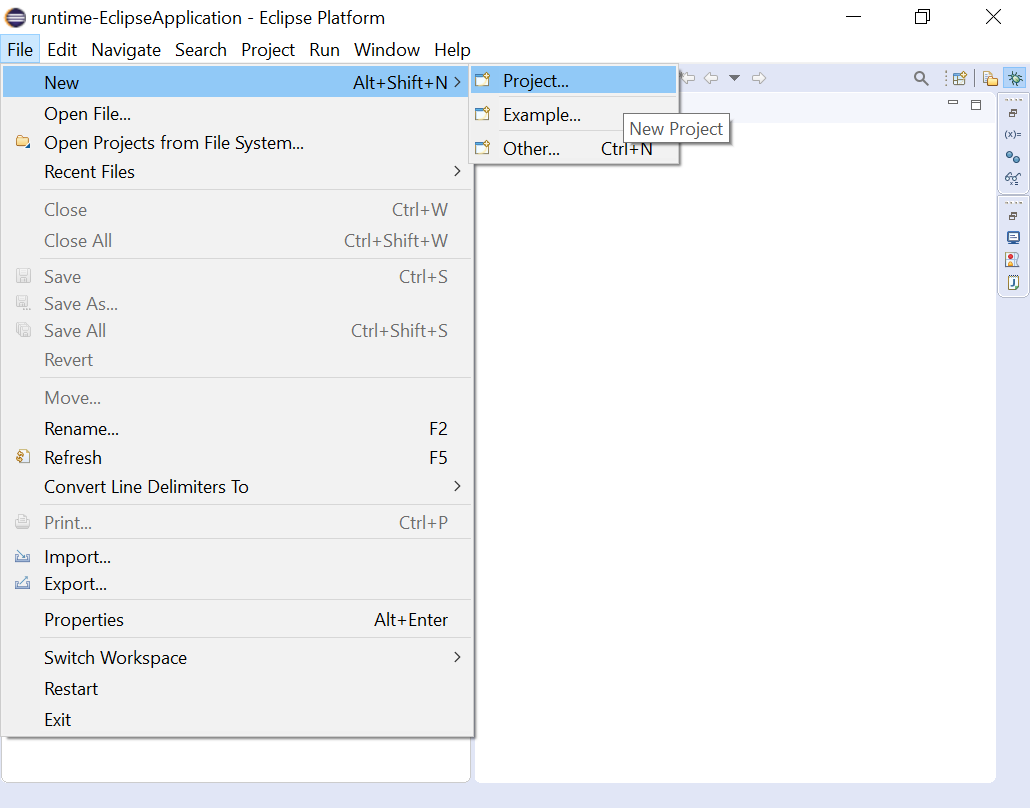 runtime-EclipseApplication - Eclipse Platform
File Edit Navigate Search Project Run Window Help
New Alt+Shift+N
Open File...
Open Projects from File System...
Recent Files
Close Ctrl+W
Close All Ctrl+Shift+W
Save Ctrl+S
Save As...
Save All Ctrl+Shift+S
Revert
Move...
Rename... F2
Refresh F5
Convert Line Delimiters To
Print... Ctrl+P
Import...
Export...
Properties Alt+Enter
Switch Workspace
Restart
Exit
Project...
Example...
Other... Ctrl+N
New Project
(x)=